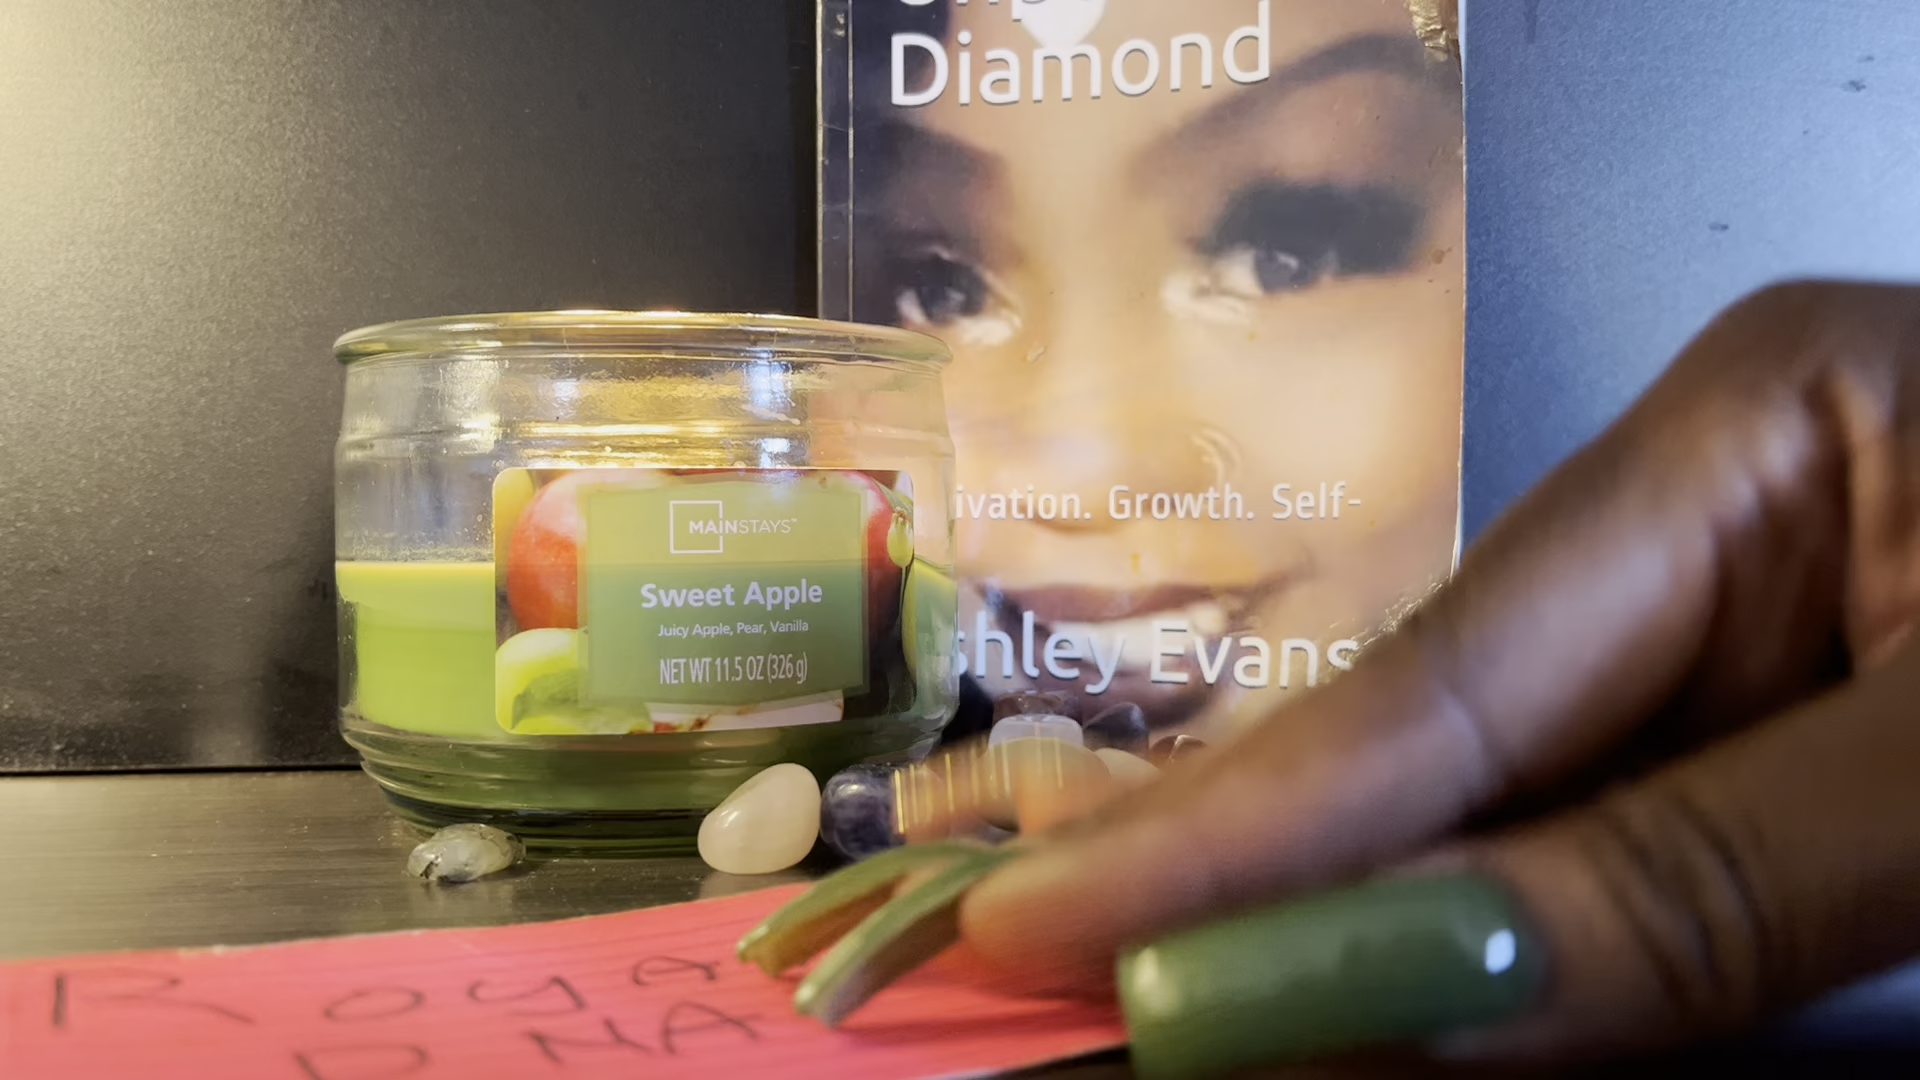 Diamond
ivation. Growth. Self-
shley Evans
MAINSTAYS™
Sweet Apple
Juicy Apple, Pear, Vanilla
NET WT 11.5 OZ (326 g)
ROYA
DNA